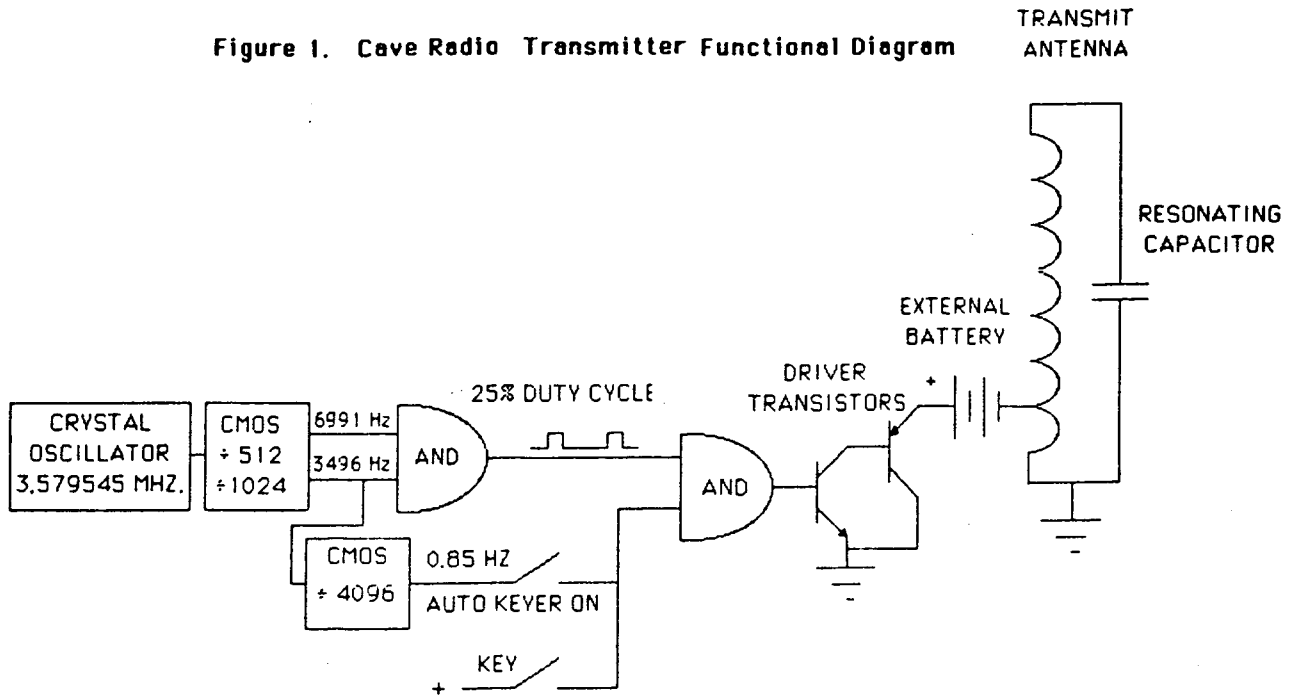 Figure 1. Cave Radio Transmitter Functional Diagram
TRANSMIT
ANTENNA
RESONATING
CAPACITOR
EXTERNAL
BATTERY
+
DRIVER
TRANSISTORS
25% DUTY CYCLE
CRYSTAL
OSCILLATOR
3.579545 MHZ.
CMOS
÷ 512
÷1024
6991 Hz
3496 Hz
AND
AND
CMOS
÷ 4096
0.85 HZ
AUTO KEYER ON
KEY
+